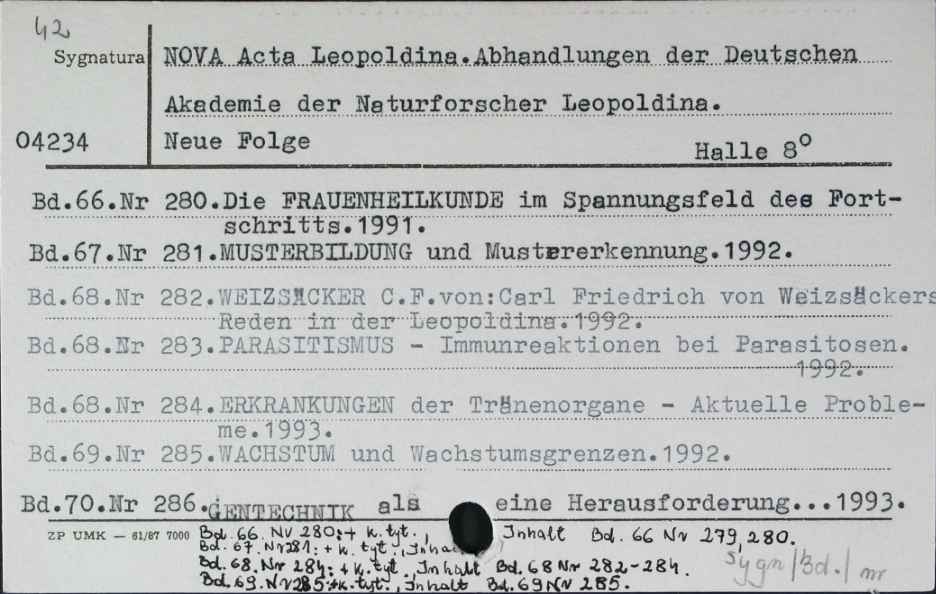 42
Sygnatura
NOVA Acta Leopoldina.Abhandlungen der Deutschen
Akademie der Naturforscher Leopoldina.
04234
Neue Folge
Halle 8º
Bd.66.Nr 280.Die FRAUENHEILKUNDE im Spannungsfeld des Fort-
schritts.1991.
Bd.67.Nr 281.MUSTERBILDUNG und Mustererkennung.1992.
Bd.68.Nr 282.WEIZSÄCKER C.F.von:Carl Friedrich von Weizsäckers
Reden in der Leopoldina.1992.
Bd.68.Nr 283.PARASITISMUS - Immunreaktionen bei Parasitosen.
1992.
Bd.68.Nr 284.ERKRANKUNGEN der Tränenorgane - Aktuelle Proble-
me.1993.
Bd.69.Nr 285.WACHSTUM und Wachstumsgrenzen.1992.
Bd.70.Nr 286.GENTECHNIK als eine Herausforderung...1993.
ZP UMK — 61/87 7000
Bd. 66. Nr 280: + k. tyt., Inhalt Bd. 66 Nr 279, 280.
Bd. 67. Nr 281: + k. tyt.,
Bd. 68. Nr 284: + k. tyt., Inhalt Bd. 68 Nr 282-284.
Bd. 69. Nr 285: + k. tyt., Inhalt Bd. 69 Nr 285.
sygn/Bd./nr